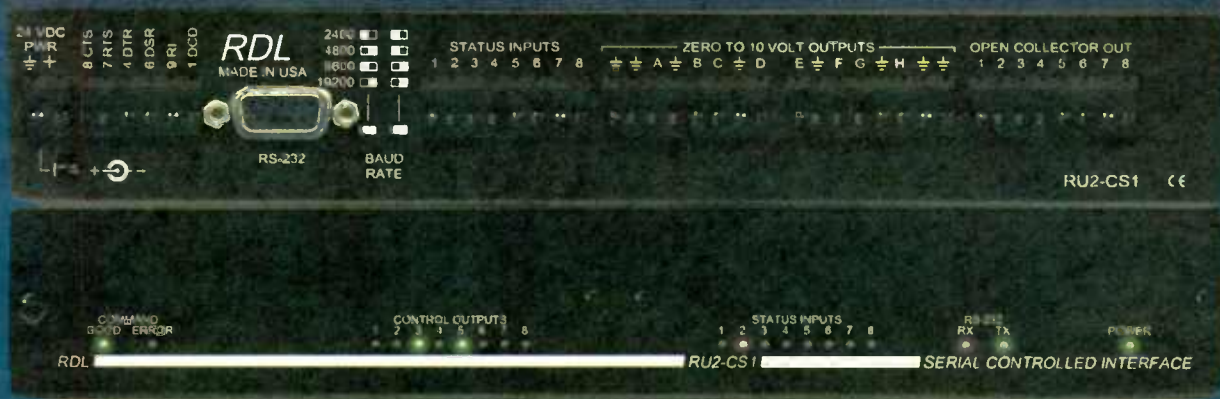 24 VDC
PWR
+
8 CTS
7 RTS
4 DTR
6 DSR
9 RI
1 DCD
RDL
MADE IN USA
RS-232
2400
4800
9600
19200
BAUD
RATE
STATUS INPUTS
1 2 3 4 5 6 7 8
ZERO TO 10 VOLT OUTPUTS
A B C D E F G H
OPEN COLLECTOR OUT
1 2 3 4 5 6 7 8
+ -
RU2-CS1 CE
COMMAND
GOOD ERROR
CONTROL OUTPUTS
1 2 3 4 5 6 7 8
STATUS INPUTS
1 2 3 4 5 6 7 8
RS-232
RX TX
POWER
RDL
RU2-CS1
SERIAL CONTROLLED INTERFACE